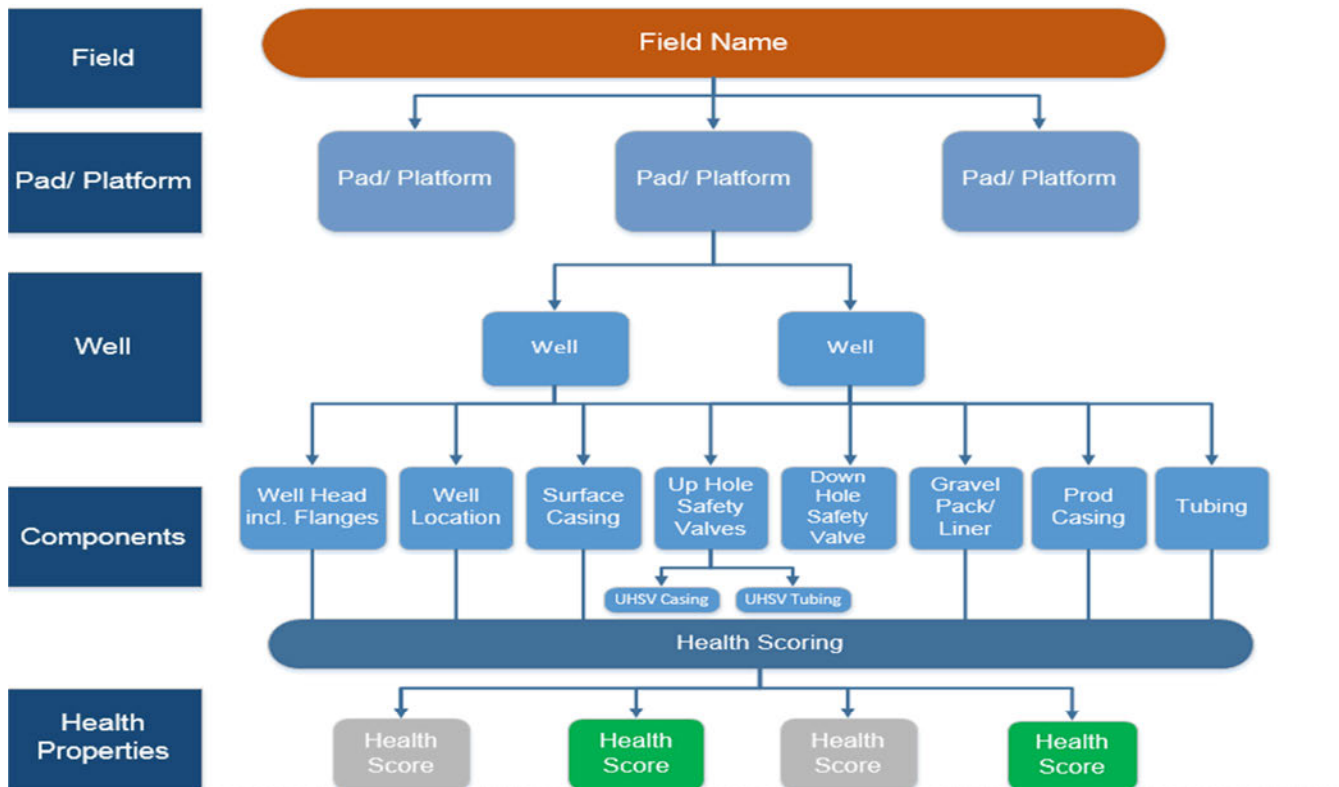 Field
Field Name
Pad/ Platform
Pad/ Platform
Pad/ Platform
Pad/ Platform
Well
Well
Well
Components
Well Head
incl. Flanges
Well
Location
Surface
Casing
Up Hole
Safety
Valves
Down
Hole
Safety
Valve
Gravel
Pack/
Liner
Prod
Casing
Tubing
UHSV Casing
UHSV Tubing
Health Scoring
Health
Properties
Health
Score
Health
Score
Health
Score
Health
Score